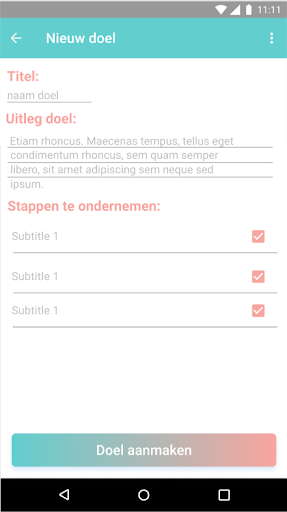 11:11
Nieuw doel
Titel:
naam doel
Uitleg doel:
Etiam rhoncus. Maecenas tempus, tellus eget
condimentum rhoncus, sem quam semper
libero, sit amet adipiscing sem neque sed
ipsum.
Stappen te ondernemen:
Subtitle 1
Subtitle 1
Subtitle 1
Doel aanmaken